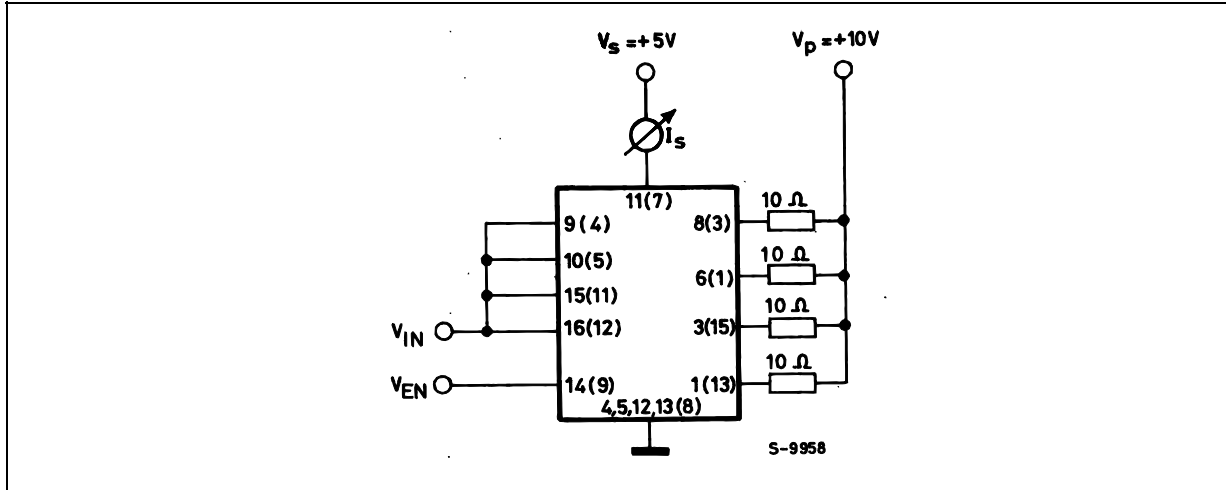 Vs =+5V
Vp =+10V
Is
11(7)
9(4)
8(3)
10 Ω
10(5)
6(1)
10 Ω
15(11)
VIN
16(12)
3(15)
10 Ω
VEN
14(9)
1(13)
10 Ω
4,5,12,13(8)
S-9958